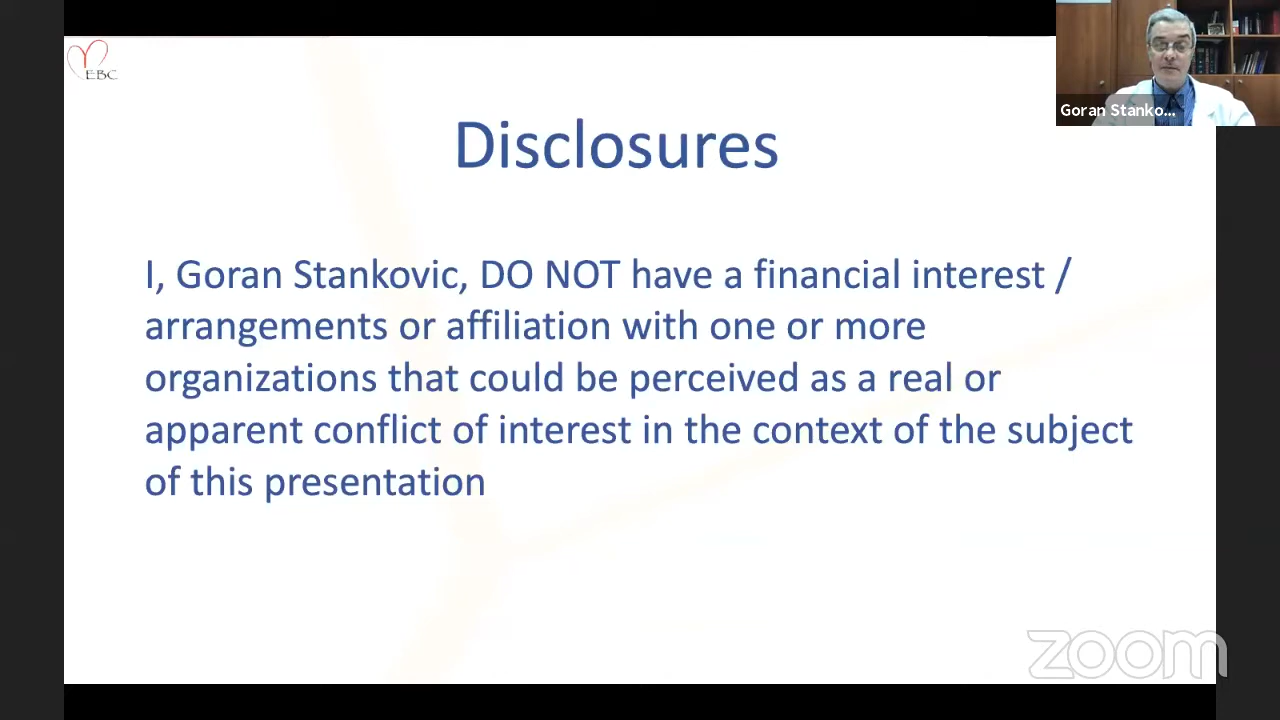 EBC
Goran Stanko...
Disclosures
I, Goran Stankovic, DO NOT have a financial interest /
arrangements or affiliation with one or more
organizations that could be perceived as a real or
apparent conflict of interest in the context of the subject
of this presentation
zoom